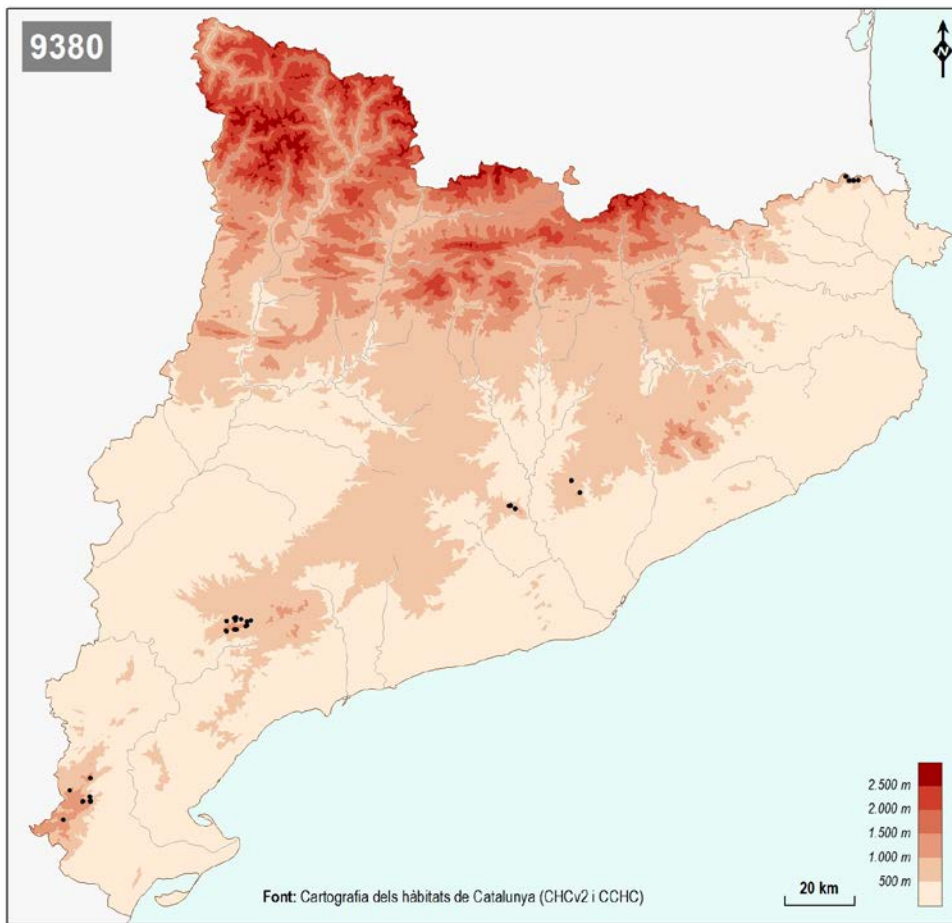 9380
N
2.500 m
2.000 m
1.500 m
1.000 m
500 m
20 km
Font: Cartografia dels hàbitats de Catalunya (CHCv2 i CCHC)